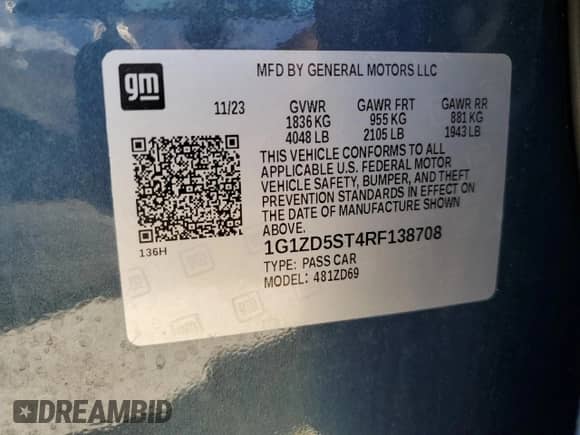 gm
MFD BY GENERAL MOTORS LLC
11/23 GVWR GAWR FRT GAWR RR
1836 KG 955 KG 881 KG
4048 LB 2105 LB 1943 LB
THIS VEHICLE CONFORMS TO ALL
APPLICABLE U.S. FEDERAL MOTOR
VEHICLE SAFETY, BUMPER, AND THEFT
PREVENTION STANDARDS IN EFFECT ON
THE DATE OF MANUFACTURE SHOWN
ABOVE.
136H
1G1ZD5ST4RF138708
TYPE: PASS CAR
MODEL: 481ZD69
DREAMBID